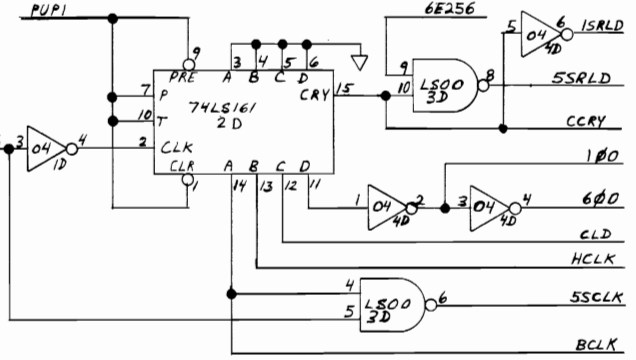 PUP1
6E256
5
6
04
4D
1SRLD
9
3
4
5
6
PRE
A
B
C
D
7
P
CRY
15
9
10
LS00
3D
8
5SRLD
74LS161
2D
10
T
CCRY
3
04
1D
4
2
CLK
CLR
1
A
B
C
D
14
13
12
11
1Ø0
1
04
4D
2
3
04
4D
4
6Ø0
CLD
HCLK
4
5
LS00
3D
6
5SCLK
BCLK